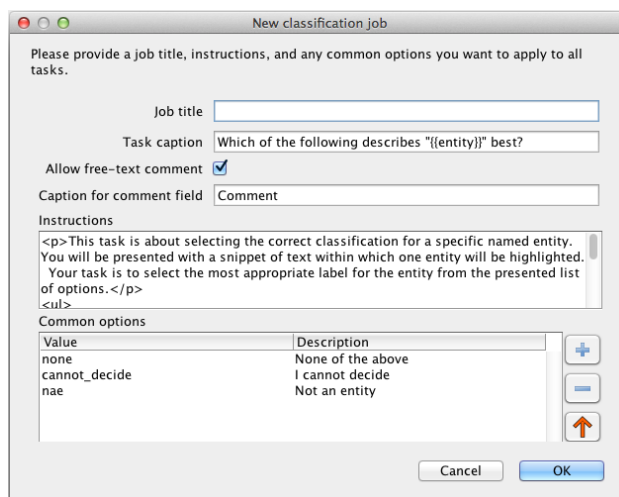 New classification job
Please provide a job title, instructions, and any common options you want to apply to all
tasks.
Job title
Task caption Which of the following describes "{{entity}}" best?
Allow free-text comment
Caption for comment field Comment
Instructions
<p>This task is about selecting the correct classification for a specific named entity.
You will be presented with a snippet of text within which one entity will be highlighted.
Your task is to select the most appropriate label for the entity from the presented list
of options.</p>
<ul>
Common options
Value Description
none None of the above
cannot_decide I cannot decide
nae Not an entity
Cancel OK